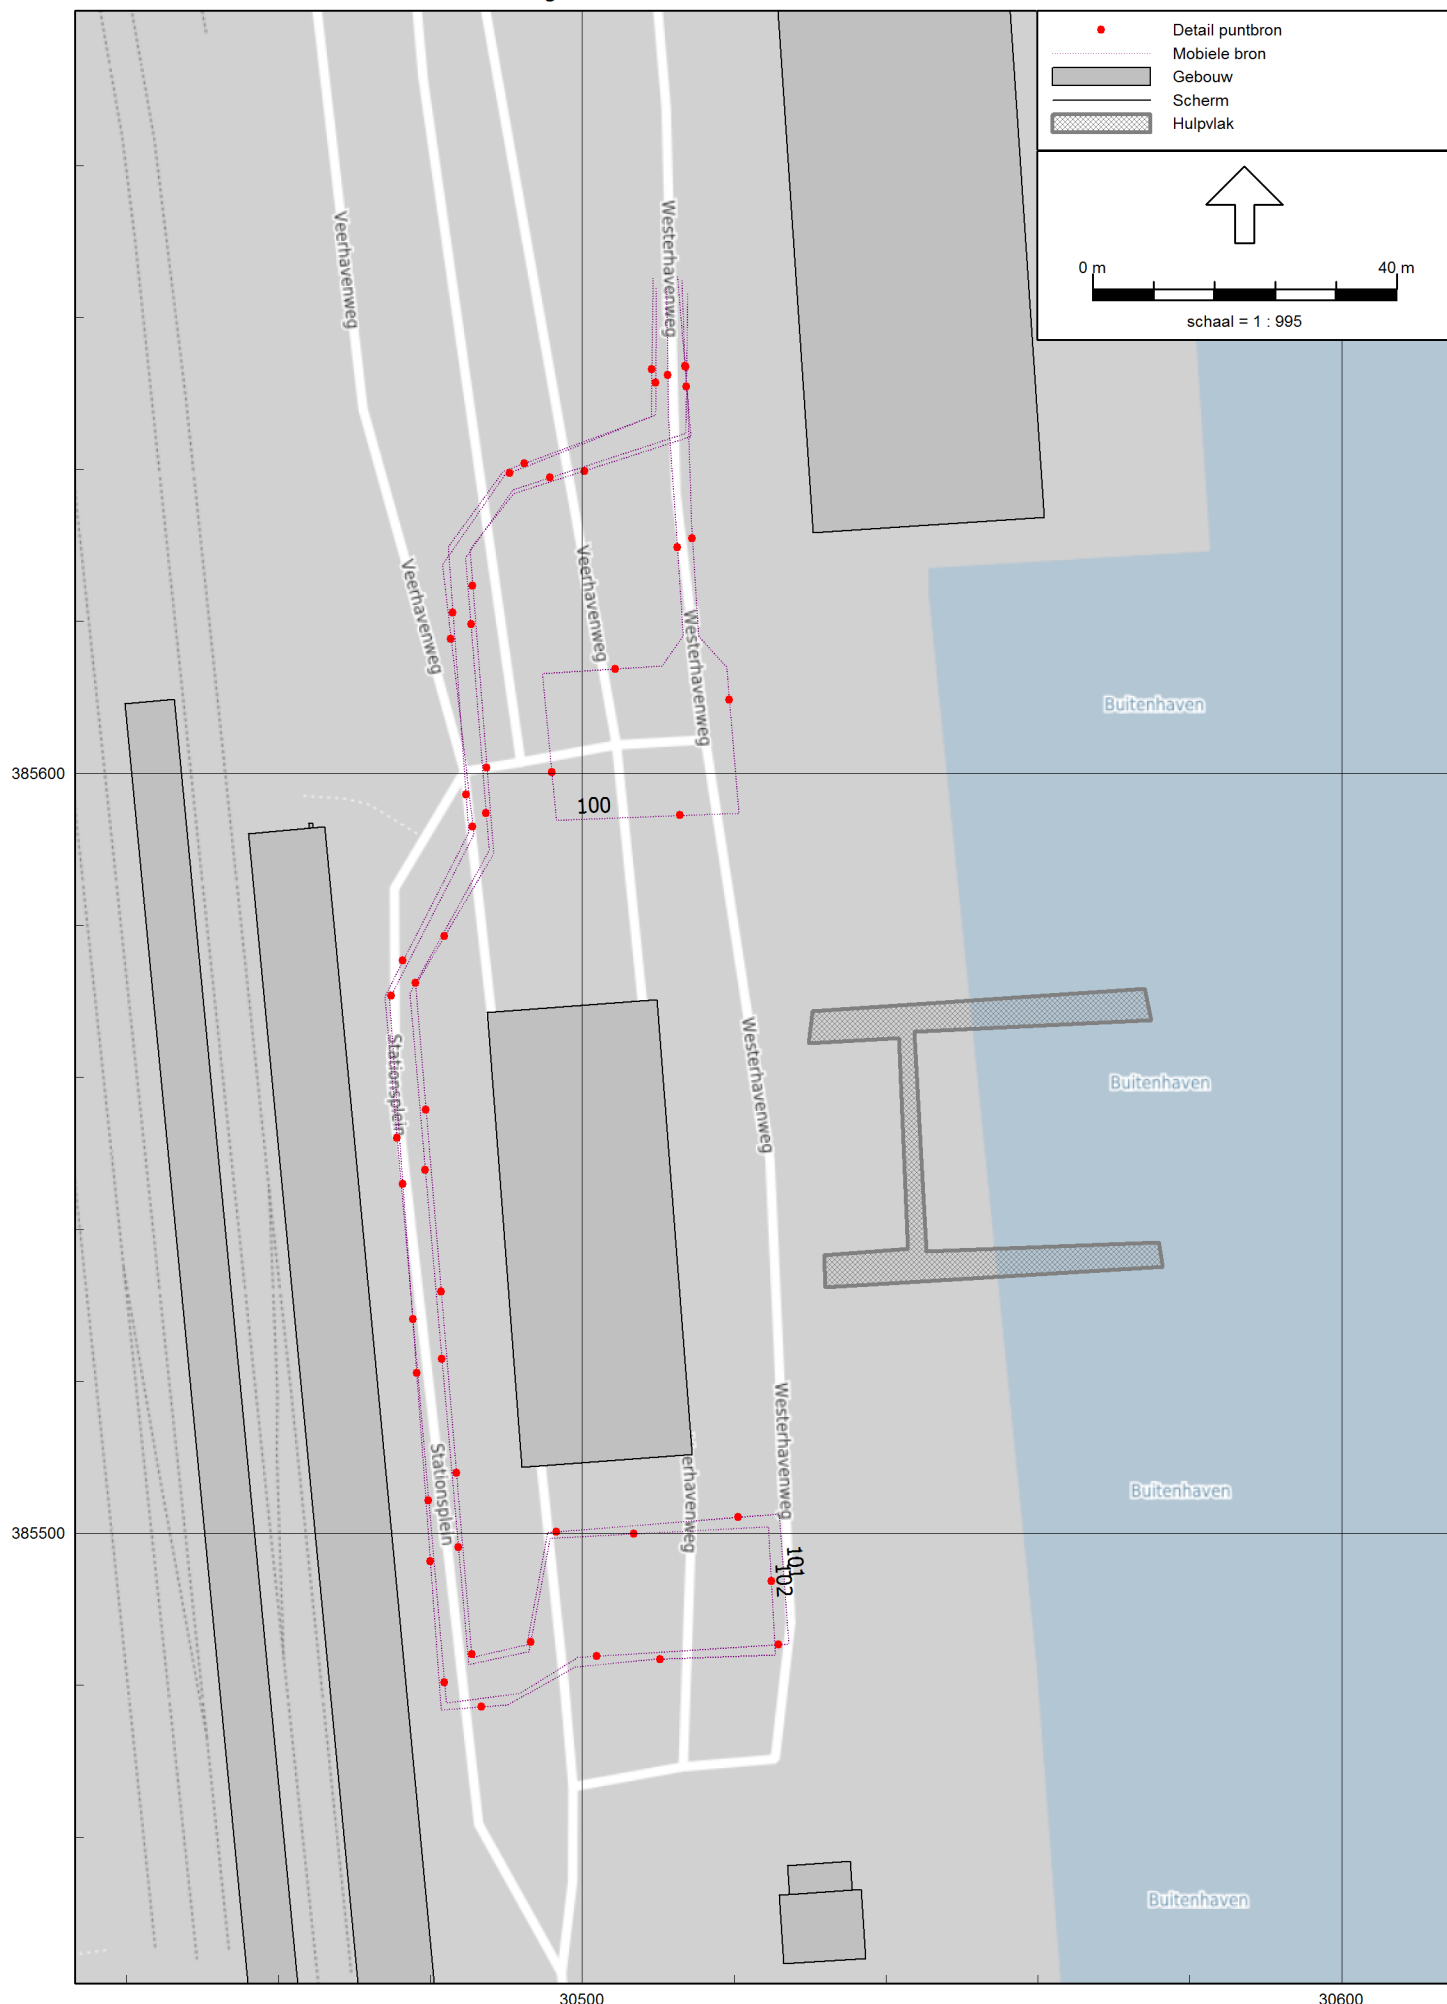 Detail puntbron
Mobiele bron
Gebouw
Scherm
Hulpvlak
0 m
40 m
schaal = 1 : 995
Veerhavenweg
Westerhavenweg
Veerhavenweg
Veerhavenweg
Westerhavenweg
Buitenhaven
385600
100
Stationsplein
Westerhavenweg
Buitenhaven
Westerhavenweg
Stationsplein
erhavenweg
Buitenhaven
385500
101
102
Buitenhaven
30500
30600